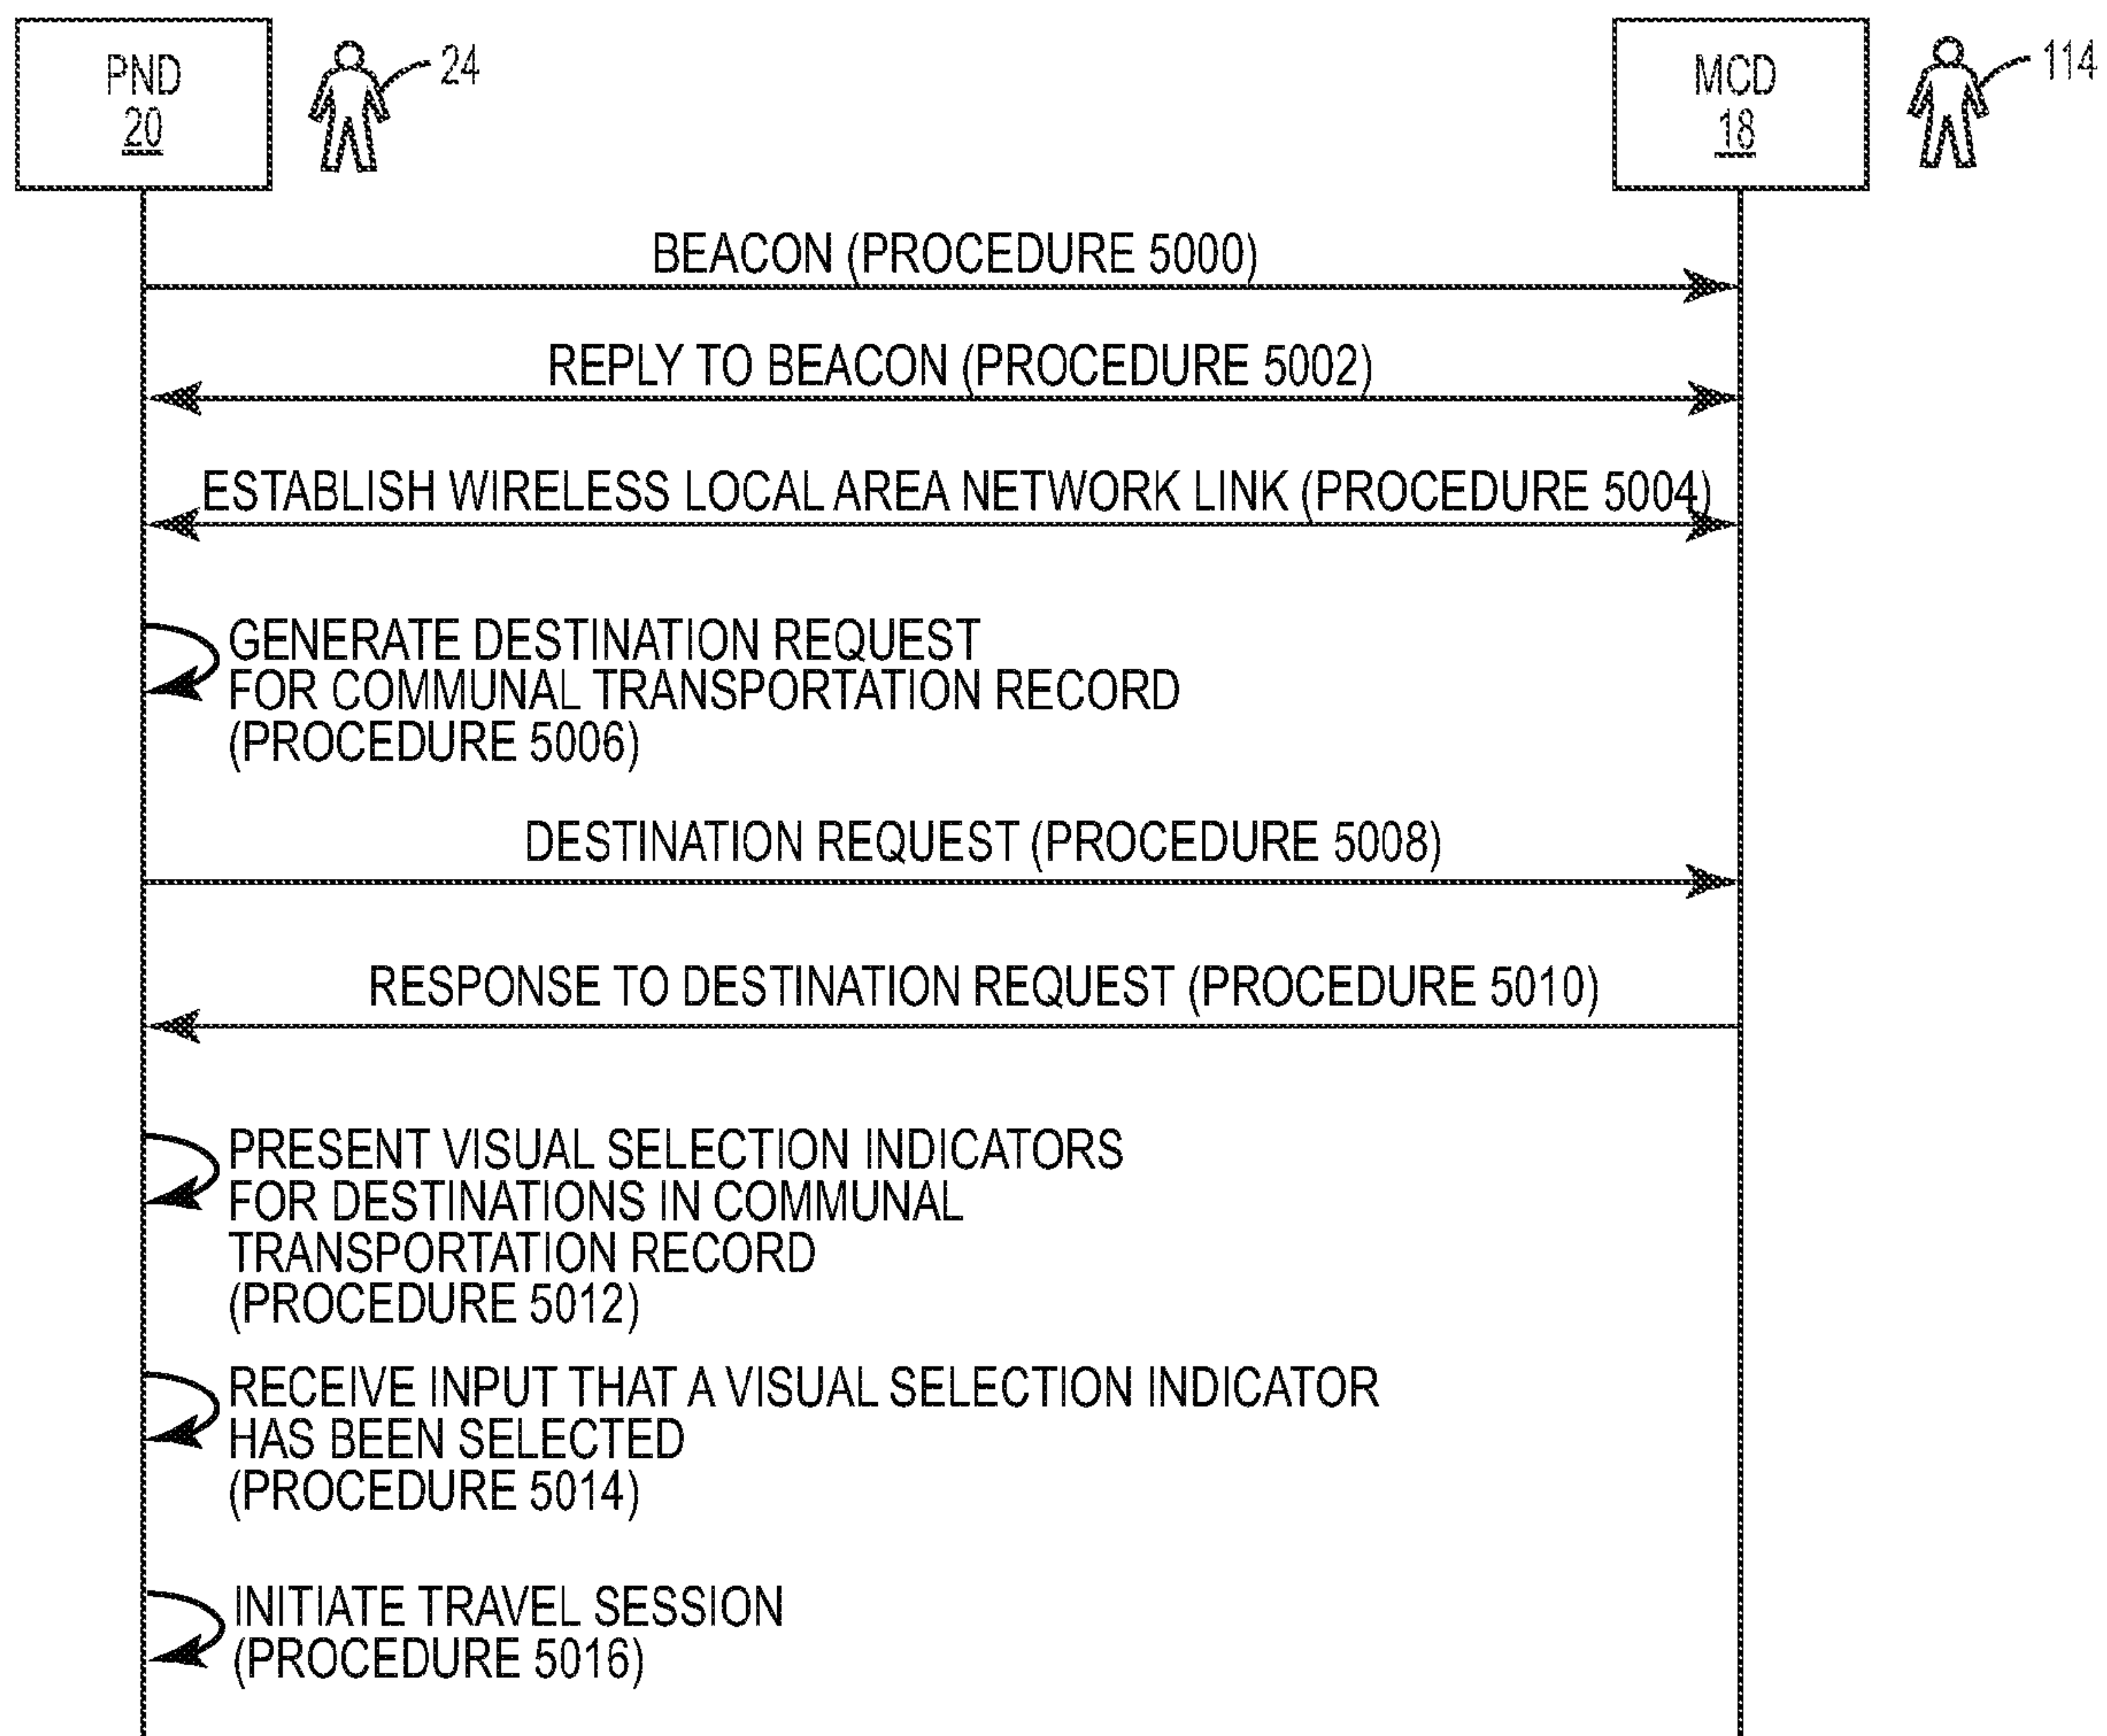 PND
20
24
MCD
18
114
BEACON (PROCEDURE 5000)
REPLY TO BEACON (PROCEDURE 5002)
ESTABLISH WIRELESS LOCAL AREA NETWORK LINK (PROCEDURE 5004)
GENERATE DESTINATION REQUEST
FOR COMMUNAL TRANSPORTATION RECORD
(PROCEDURE 5006)
DESTINATION REQUEST (PROCEDURE 5008)
RESPONSE TO DESTINATION REQUEST (PROCEDURE 5010)
PRESENT VISUAL SELECTION INDICATORS
FOR DESTINATIONS IN COMMUNAL
TRANSPORTATION RECORD
(PROCEDURE 5012)
RECEIVE INPUT THAT A VISUAL SELECTION INDICATOR
HAS BEEN SELECTED
(PROCEDURE 5014)
INITIATE TRAVEL SESSION
(PROCEDURE 5016)